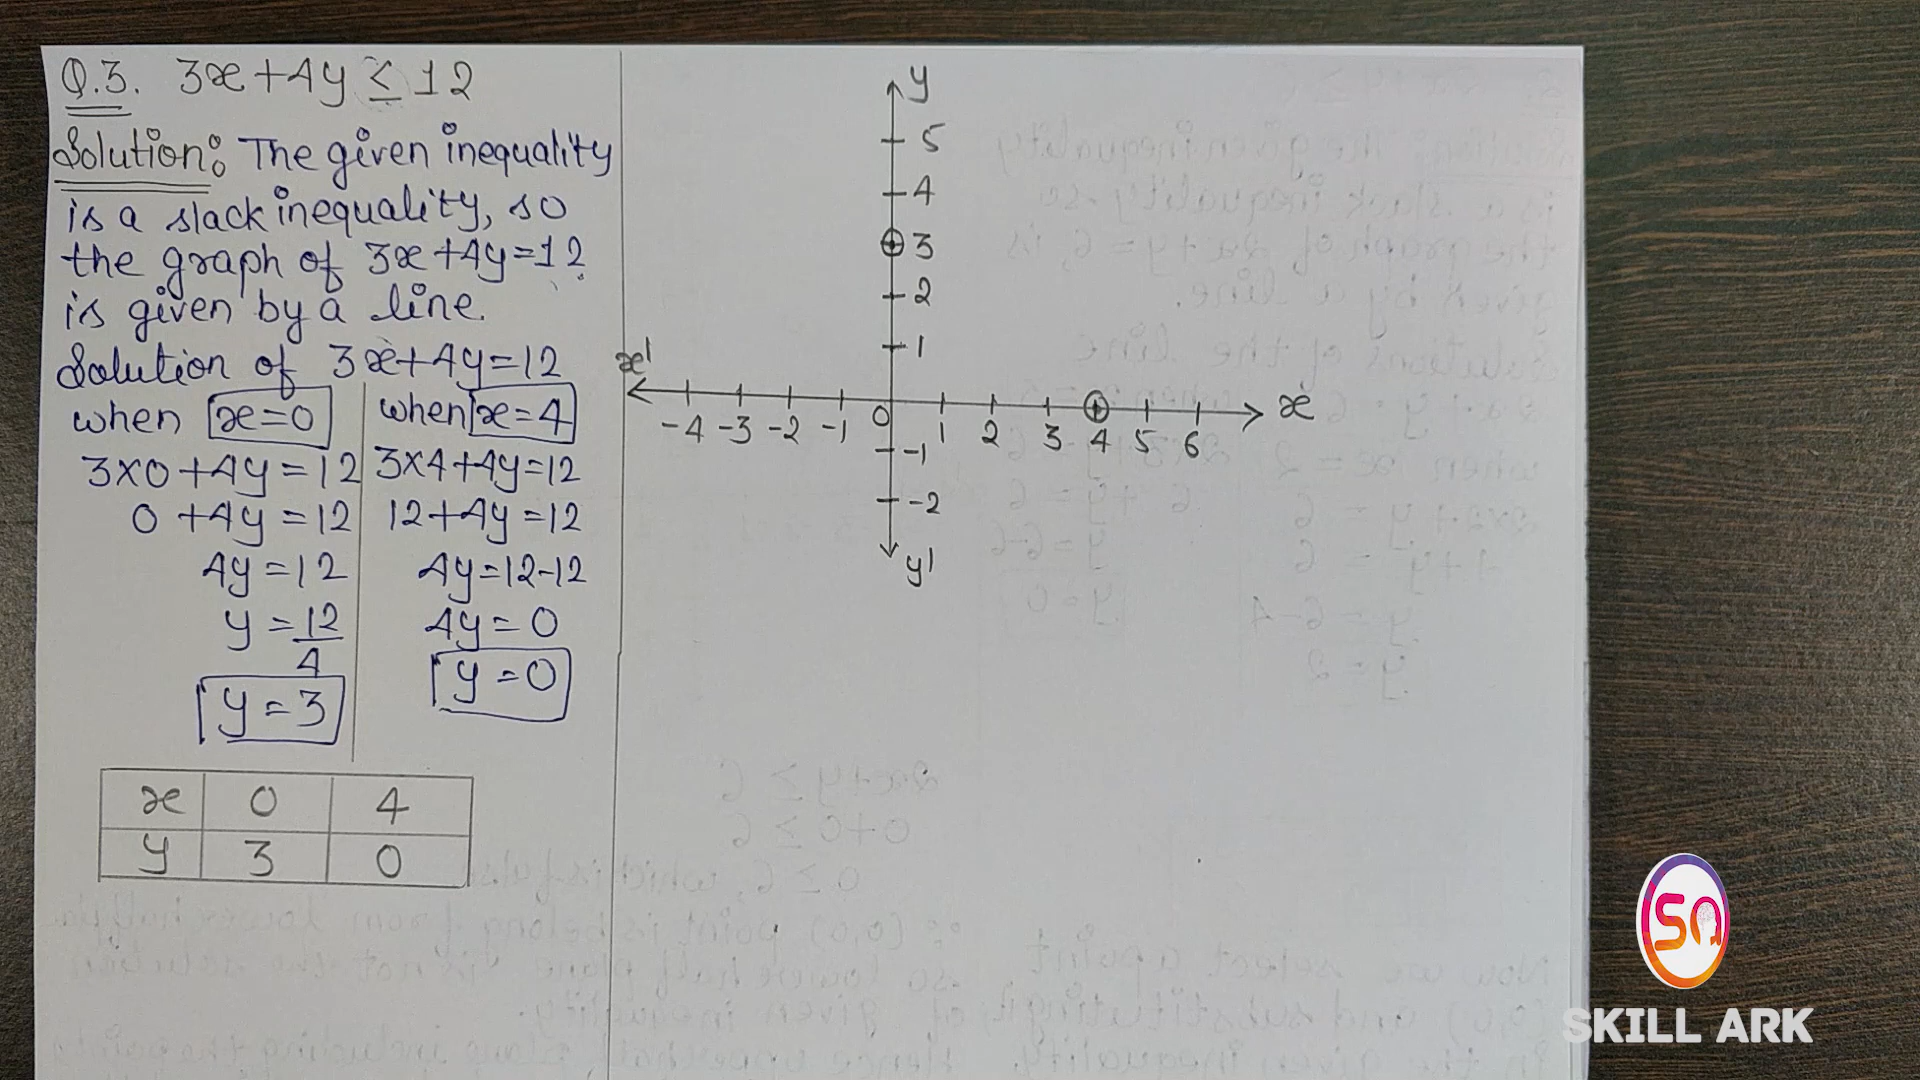 Q.3. 3x+4y ≤ 12
Solution: The given inequality
is a slack inequality, so
the graph of 3x+4y=12
is given by a line.
Solution of 3x+4y=12
when x=0
3×0+4y=12
0+4y=12
4y=12
y=12/4
y=3
when x=4
3×4+4y=12
12+4y=12
4y=12-12
4y=0
y=0
x 0 4
y 3 0
y
5
4
3
2
1
x' x
-4 -3 -2 -1 0 1 2 3 4 5 6
-1
-2
y'
SA
SKILL ARK